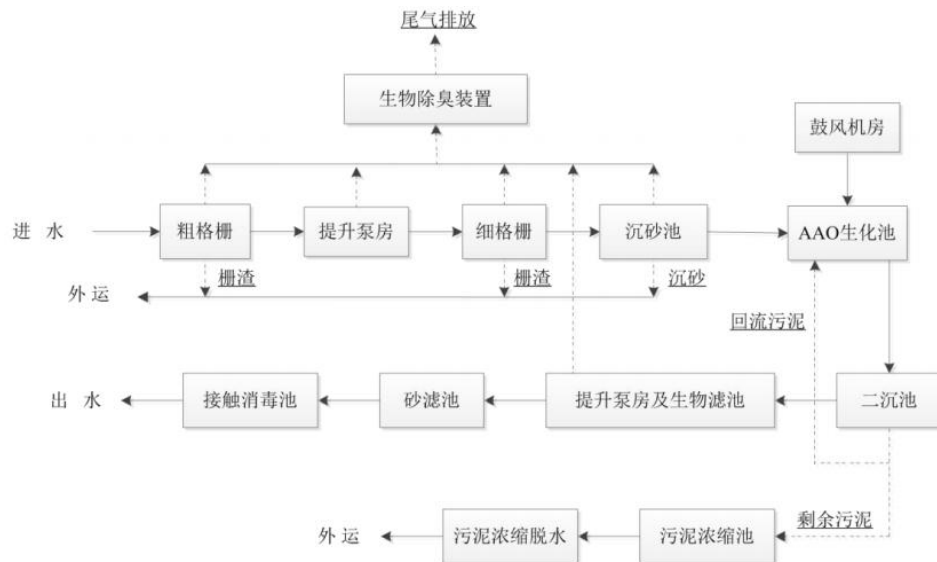 尾气排放
生物除臭装置
鼓风机房
进 水
粗格栅
提升泵房
细格栅
沉砂池
AAO生化池
栅渣
栅渣
沉砂
外 运
回流污泥
出 水
接触消毒池
砂滤池
提升泵房及生物滤池
二沉池
剩余污泥
外 运
污泥浓缩脱水
污泥浓缩池